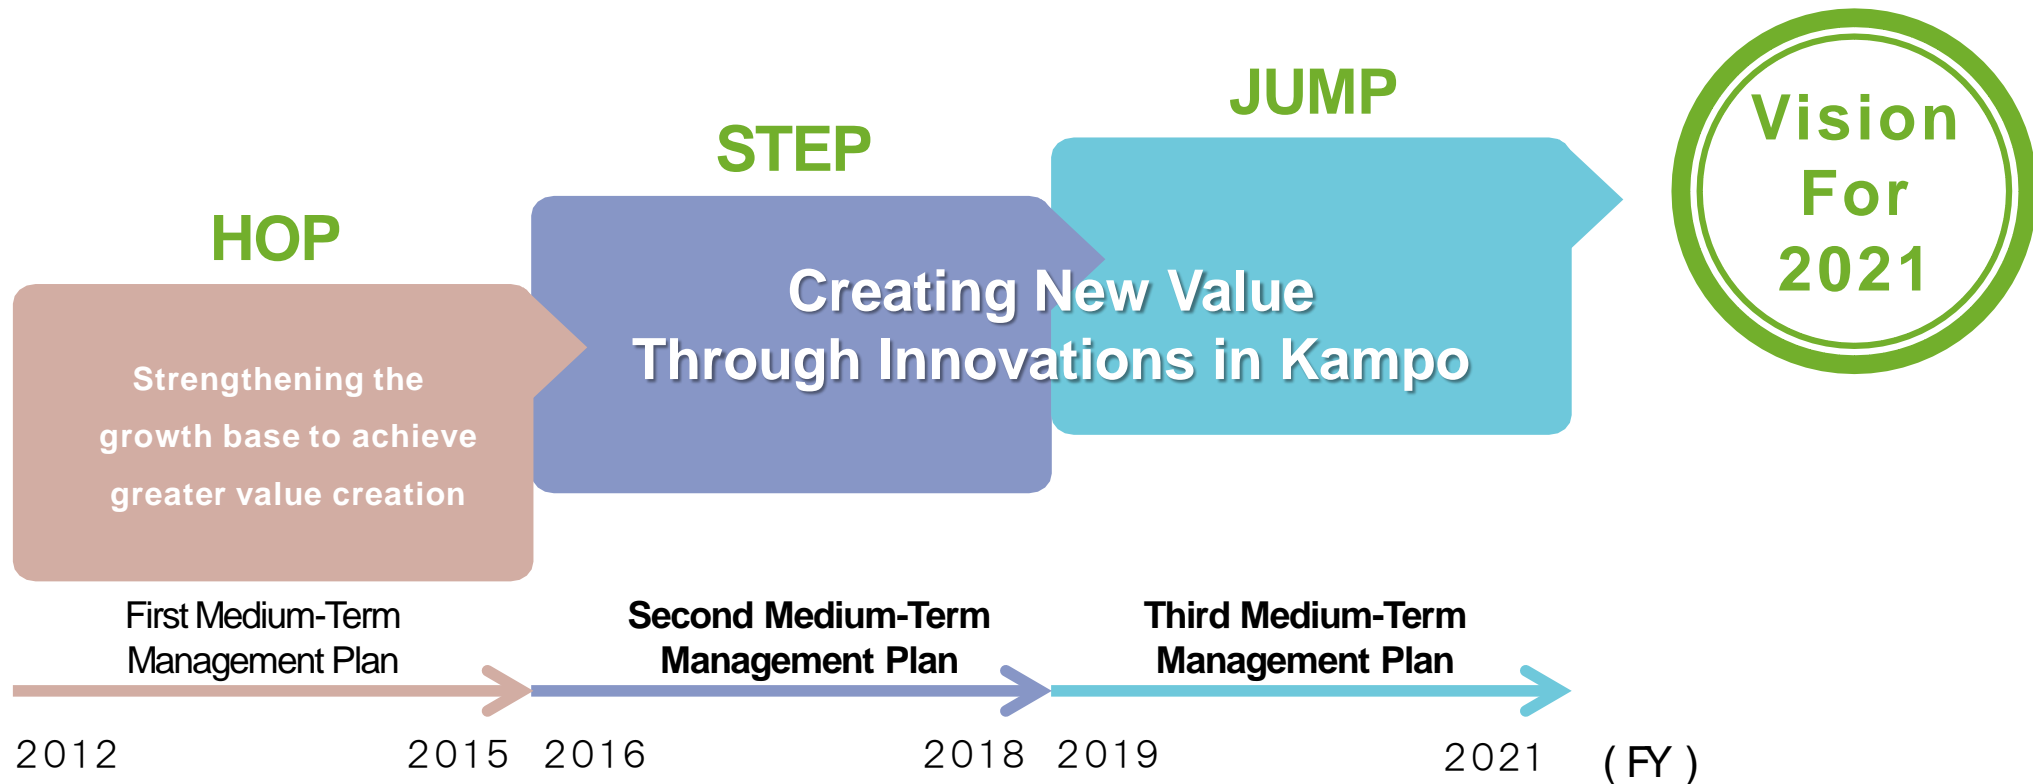 HOP
STEP
JUMP
Vision
For
2021
Strengthening the
growth base to achieve
greater value creation
Creating New Value
Through Innovations in Kampo
First Medium-Term
Management Plan
Second Medium-Term
Management Plan
Third Medium-Term
Management Plan
2012 2015 2016 2018 2019 2021 (FY)